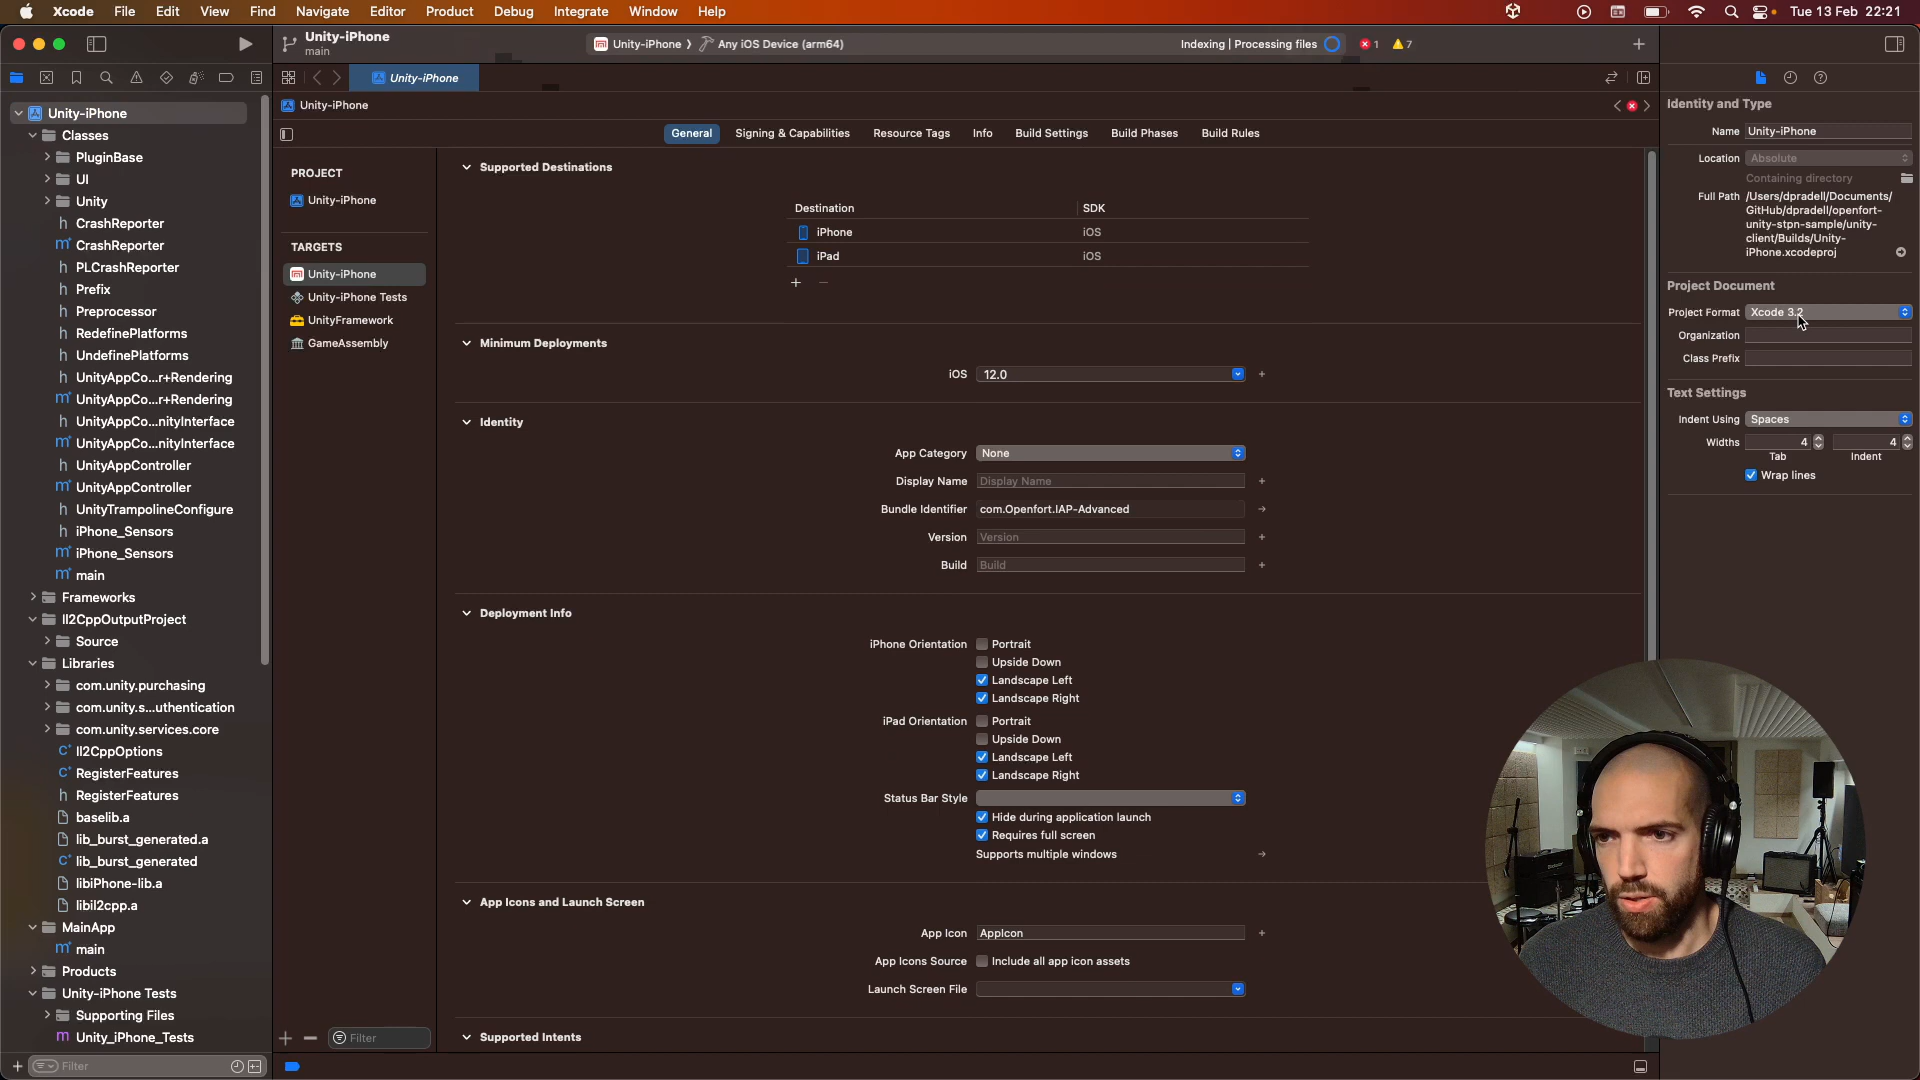 Xcode File Edit View Find Navigate Editor Product Debug Integrate Window Help Tue 13 Feb 22:21
Unity-iPhone
main
Unity-iPhone Any iOS Device (arm64) Indexing | Processing files 1 7
Unity-iPhone
Unity-iPhone
General Signing & Capabilities Resource Tags Info Build Settings Build Phases Build Rules
Unity-iPhone
Classes
PluginBase
UI
Unity
h CrashReporter
m CrashReporter
h PLCrashReporter
h Prefix
h Preprocessor
h RedefinePlatforms
h UndefinePlatforms
h UnityAppCo...r+Rendering
m UnityAppCo...r+Rendering
h UnityAppCo...nityInterface
m UnityAppCo...nityInterface
h UnityAppController
m UnityAppController
h UnityTrampolineConfigure
h iPhone_Sensors
m iPhone_Sensors
m main
Frameworks
Il2CppOutputProject
Source
Libraries
com.unity.purchasing
com.unity.s...uthentication
com.unity.services.core
C Il2CppOptions
C RegisterFeatures
h RegisterFeatures
baselib.a
lib_burst_generated.a
C lib_burst_generated
libiPhone-lib.a
libil2cpp.a
MainApp
m main
Products
Unity-iPhone Tests
Supporting Files
m Unity_iPhone_Tests
Filter
PROJECT
Unity-iPhone
TARGETS
Unity-iPhone
Unity-iPhone Tests
UnityFramework
GameAssembly
Filter
Supported Destinations
Destination SDK
iPhone iOS
iPad iOS
Minimum Deployments
iOS 12.0
Identity
App Category None
Display Name Display Name
Bundle Identifier com.Openfort.IAP-Advanced
Version Version
Build Build
Deployment Info
iPhone Orientation Portrait
Upside Down
Landscape Left
Landscape Right
iPad Orientation Portrait
Upside Down
Landscape Left
Landscape Right
Status Bar Style
Hide during application launch
Requires full screen
Supports multiple windows
App Icons and Launch Screen
App Icon AppIcon
App Icons Source Include all app icon assets
Launch Screen File
Supported Intents
Identity and Type
Name Unity-iPhone
Location Absolute
Containing directory
Full Path /Users/dpradell/Documents/
GitHub/dpradell/openfort-
unity-stpn-sample/unity-
client/Builds/Unity-
iPhone.xcodeproj
Project Document
Project Format Xcode 3.2
Organization
Class Prefix
Text Settings
Indent Using Spaces
Widths 4 4
Tab Indent
Wrap lines